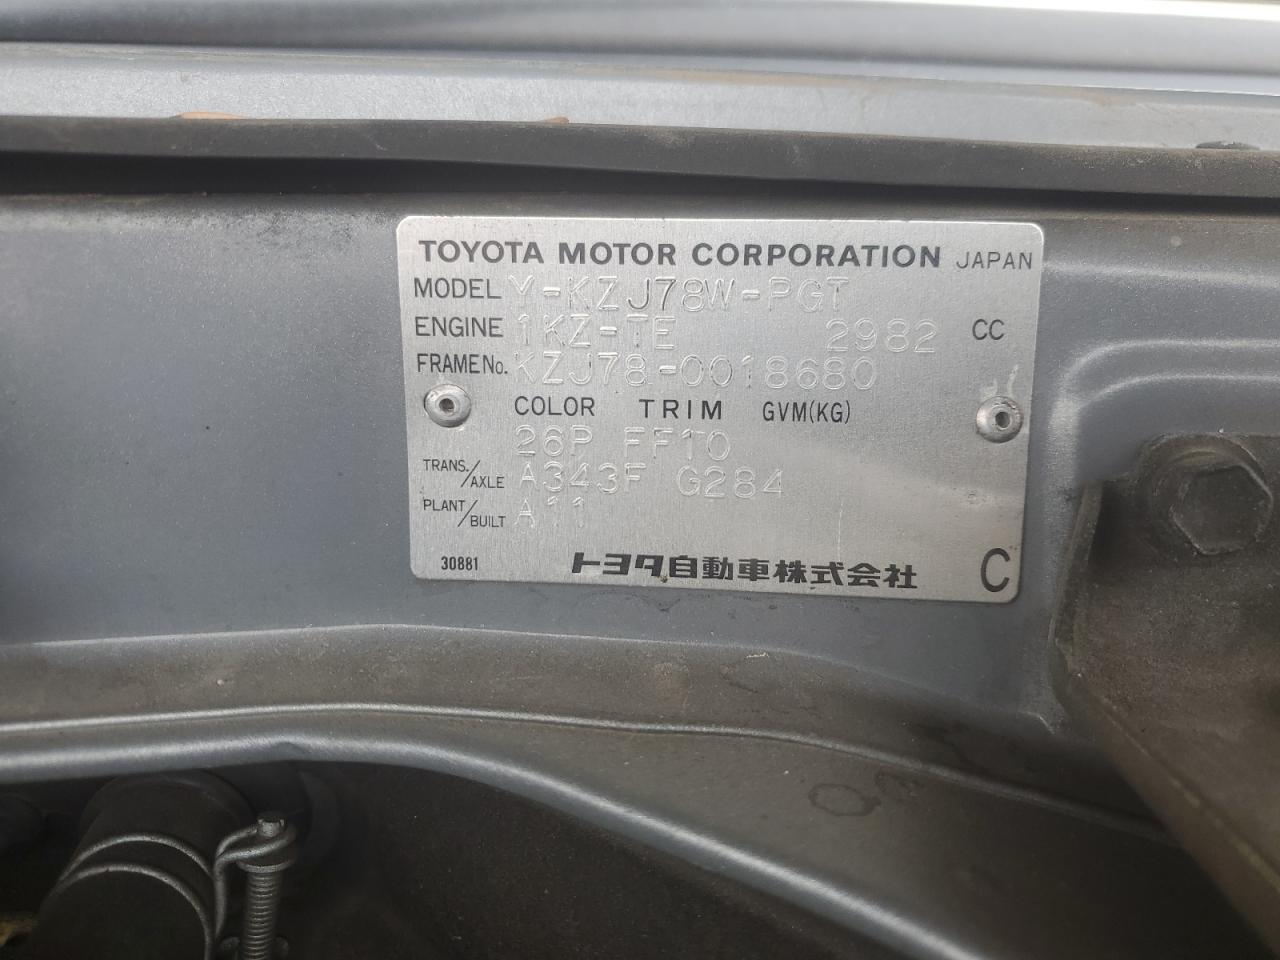 TOYOTA MOTOR CORPORATION JAPAN
MODEL Y-KZJ78W-PGT
ENGINE 1KZ-TE 2982 CC
FRAME No. KZJ78-0018680
COLOR TRIM GVM(KG)
26P FF10
TRANS./AXLE A343F G284
PLANT/BUILT A11
30881 トヨタ自動車株式会社 C